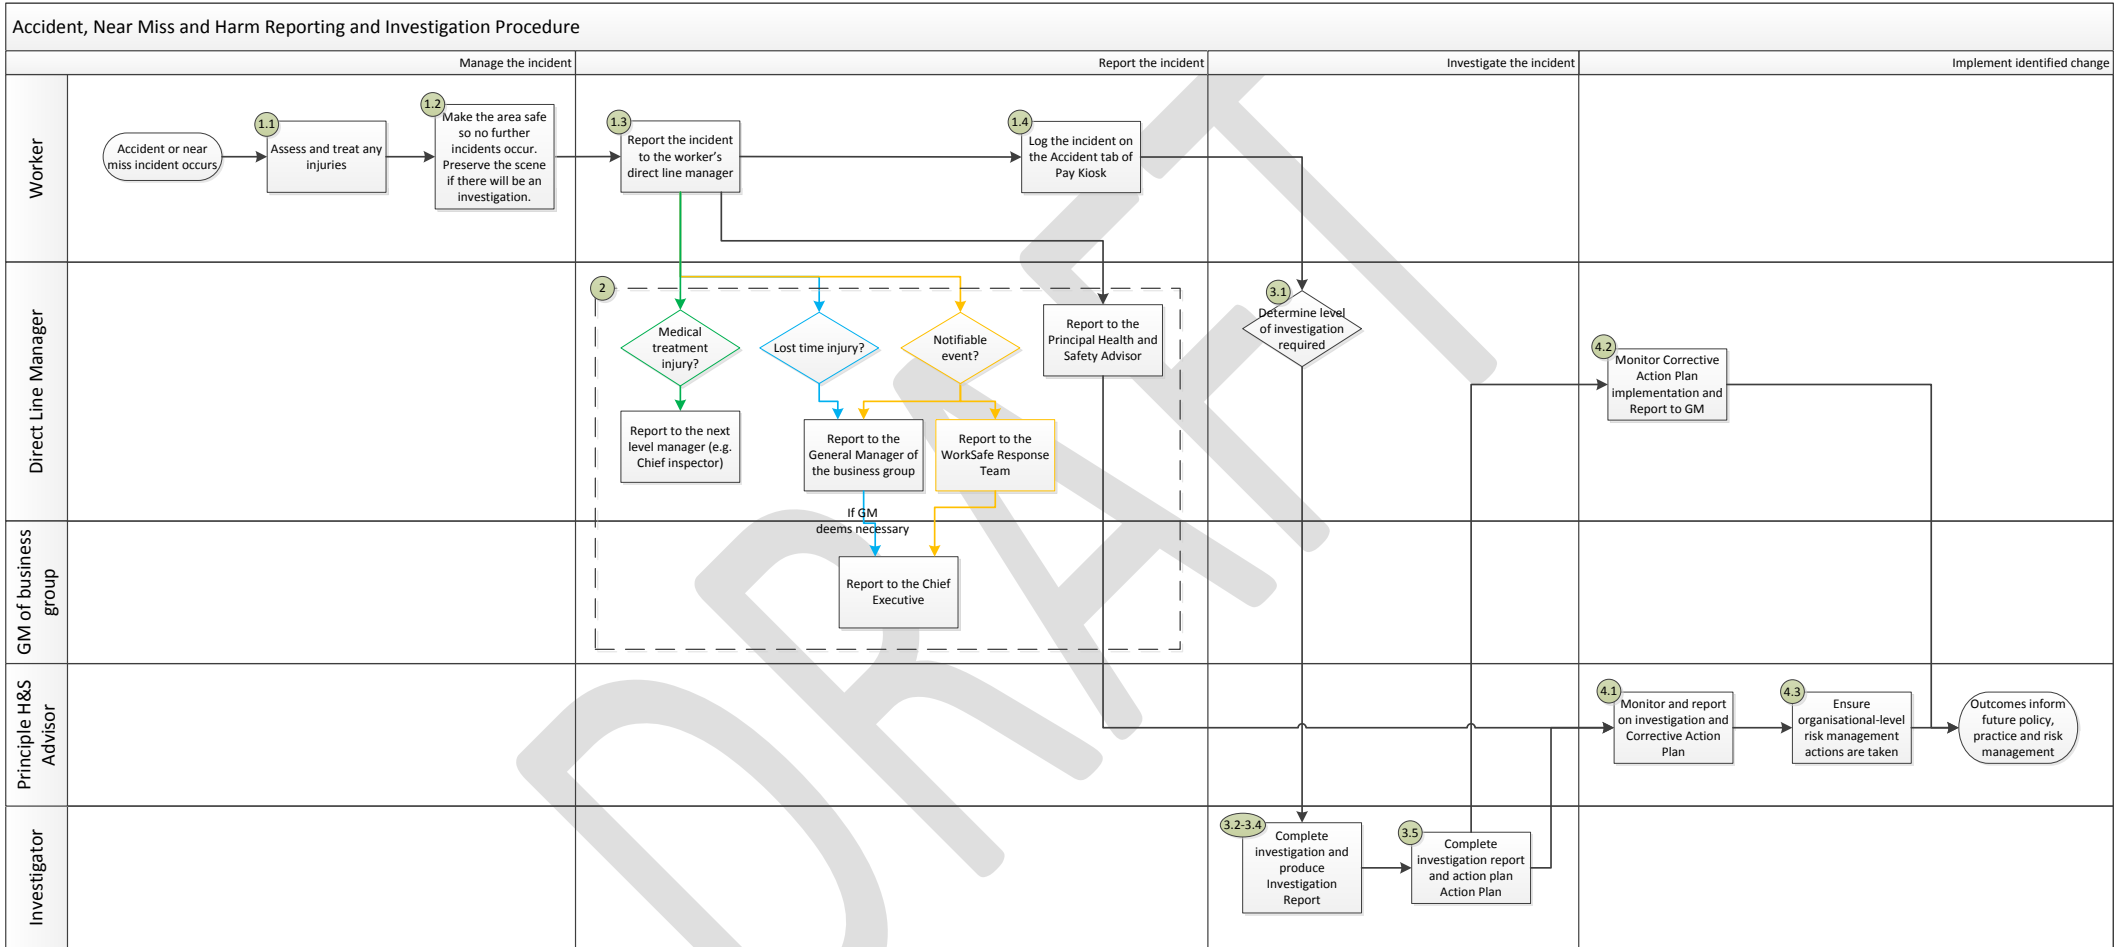 Accident, Near Miss and Harm Reporting and Investigation Procedure
Manage the incident
Report the incident
Investigate the incident
Implement identified change
Worker
Accident or near
miss incident occurs
1.1
Assess and treat any
injuries
1.2
Make the area safe
so no further
incidents occur.
Preserve the scene
if there will be an
investigation.
1.3
Report the incident
to the worker's
direct line manager
1.4
Log the incident on
the Accident tab of
Pay Kiosk
Direct Line Manager
2
Medical
treatment
injury?
Lost time injury?
Notifiable
event?
Report to the
Principal Health and
Safety Advisor
Report to the next
level manager (e.g.
Chief inspector)
Report to the
General Manager of
the business group
Report to the
WorkSafe Response
Team
If GM
deems necessary
3.1
Determine level
of investigation
required
4.2
Monitor Corrective
Action Plan
implementation and
Report to GM
GM of business
group
Report to the Chief
Executive
Principle H&S
Advisor
4.1
Monitor and report
on investigation and
Corrective Action
Plan
4.3
Ensure
organisational-level
risk management
actions are taken
Outcomes inform
future policy,
practice and risk
management
Investigator
3.2-3.4
Complete
investigation and
produce
Investigation
Report
3.5
Complete
investigation report
and action plan
Action Plan
DRAFT